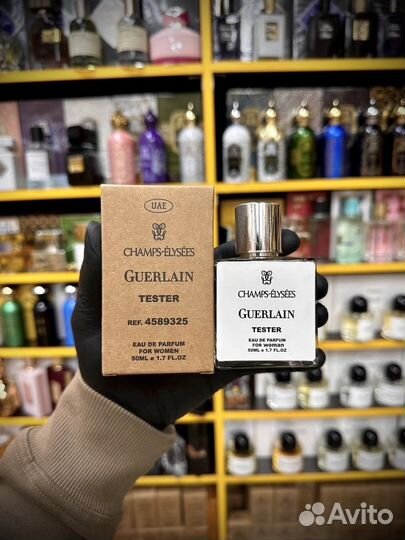 UAE
CHAMPS-ÉLYSÉES
GUERLAIN
TESTER
REF. 4589325
EAU DE PARFUM
FOR WOMEN
50ML e 1.7 FL.OZ
CHAMPS-ÉLYSÉES
GUERLAIN
TESTER
EAU DE PARFUM
FOR woman
50ML e 1.7 FL.OZ
Avito